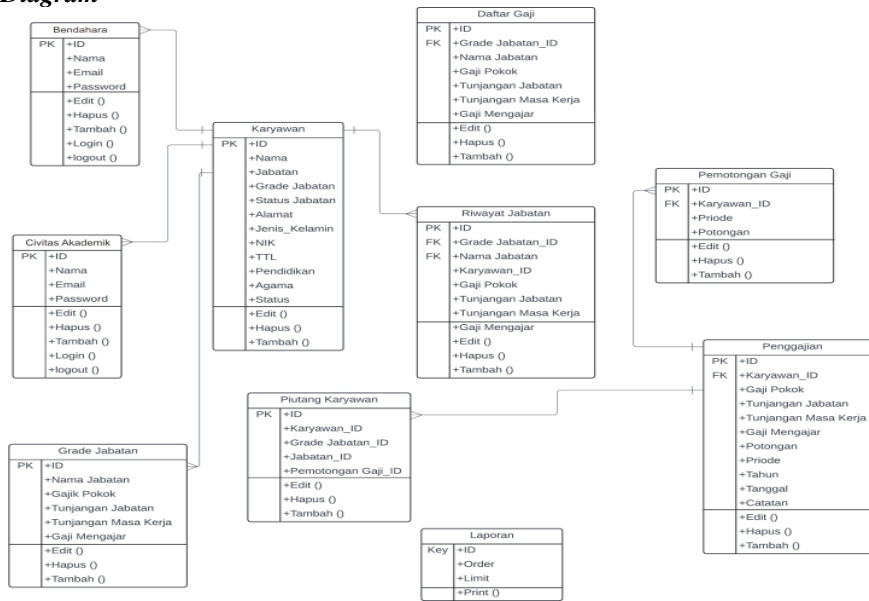 Diagram
Bendahara
PK +ID
+Nama
+Email
+Password
+Edit ()
+Hapus ()
+Tambah ()
+Login ()
+logout ()
Daftar Gaji
PK +ID
FK +Grade Jabatan_ID
+Nama Jabatan
+Gaji Pokok
+Tunjangan Jabatan
+Tunjangan Masa Kerja
+Gaji Mengajar
+Edit ()
+Hapus ()
+Tambah ()
Karyawan
PK +ID
+Nama
+Jabatan
+Grade Jabatan
+Status Jabatan
+Alamat
+Jenis_Kelamin
+NIK
+TTL
+Pendidikan
+Agama
+Status
+Edit ()
+Hapus ()
+Tambah ()
Pemotongan Gaji
PK +ID
FK +Karyawan_ID
+Priode
+Potongan
+Edit ()
+Hapus ()
+Tambah ()
Civitas Akademik
PK +ID
+Nama
+Email
+Password
+Edit ()
+Hapus ()
+Tambah ()
+Login ()
+logout ()
Riwayat Jabatan
PK +ID
FK +Grade Jabatan_ID
FK +Nama Jabatan
+Karyawan_ID
+Gaji Pokok
+Tunjangan Jabatan
+Tunjangan Masa Kerja
+Gaji Mengajar
+Edit ()
+Hapus ()
+Tambah ()
Penggajian
PK +ID
FK +Karyawan_ID
+Gaji Pokok
+Tunjangan Jabatan
+Tunjangan Masa Kerja
+Gaji Mengajar
+Potongan
+Priode
+Tahun
+Tanggal
+Catatan
+Edit ()
+Hapus ()
+Tambah ()
Piutang Karyawan
PK +ID
+Karyawan_ID
+Grade Jabatan_ID
+Jabatan_ID
+Pemotongan Gaji_ID
+Edit ()
+Hapus ()
+Tambah ()
Grade Jabatan
PK +ID
+Nama Jabatan
+Gajik Pokok
+Tunjangan Jabatan
+Tunjangan Masa Kerja
+Gaji Mengajar
+Edit ()
+Hapus ()
+Tambah ()
Laporan
Key +ID
+Order
+Limit
+Print ()